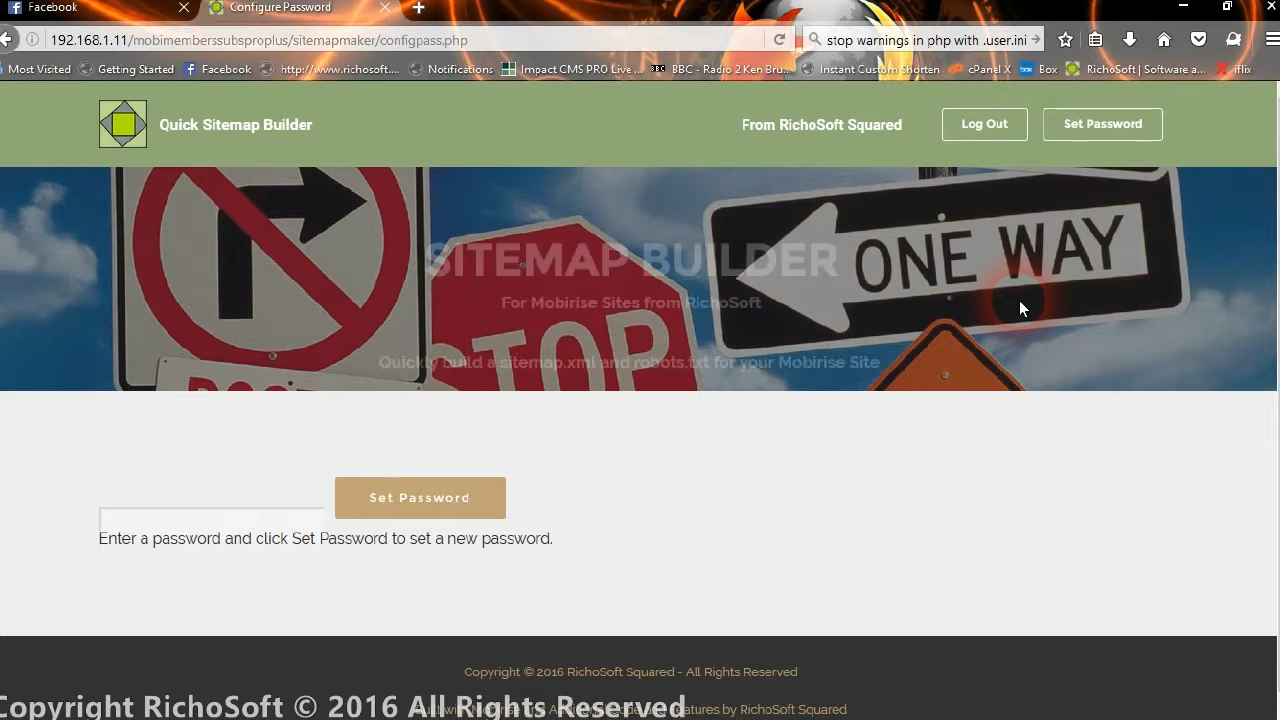 Facebook
Configure Password
192.168.1.11/mobimemberssubsproplus/sitemapmaker/configpass.php
stop warnings in php with .user.ini
Most Visited
Getting Started
Facebook
http://www.richosoft....
Notifications
Impact CMS PRO Live ...
BBC - Radio 2 Ken Bru...
Instant Custom Shorten
cPanel X
Box
RichoSoft | Software a...
iflix
Quick Sitemap Builder
From RichoSoft Squared
Log Out
Set Password
ONE WAY
SITEMAP BUILDER
For Mobirise Sites from RichoSoft
STOP
Quickly build a sitemap.xml and robots.txt for your Mobirise Site
Set Password
Enter a password and click Set Password to set a new password.
Copyright © 2016 RichoSoft Squared - All Rights Reserved
Copyright RichoSoft © 2016 All Rights Reserved
features by RichoSoft Squared